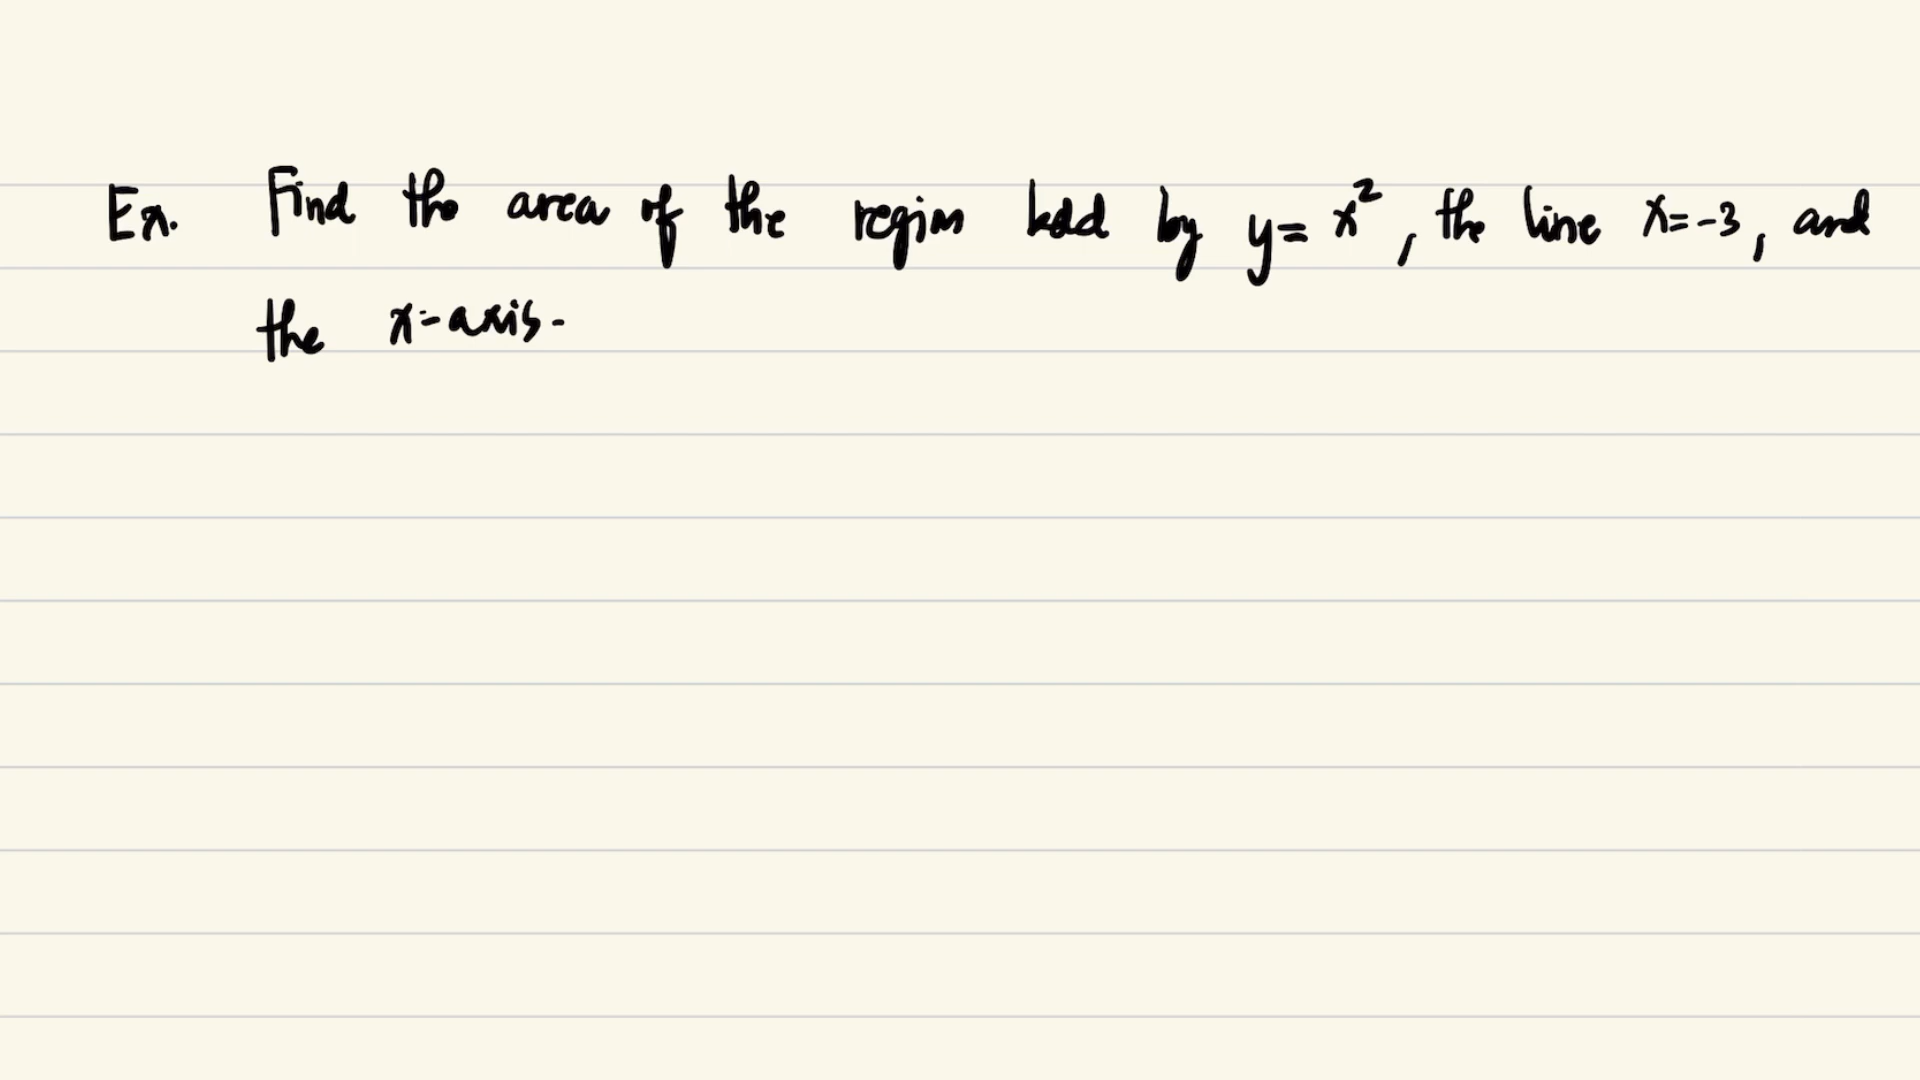 Ex. Find the area of the region bdd by y = x², the line x=-3, and
the x-axis.